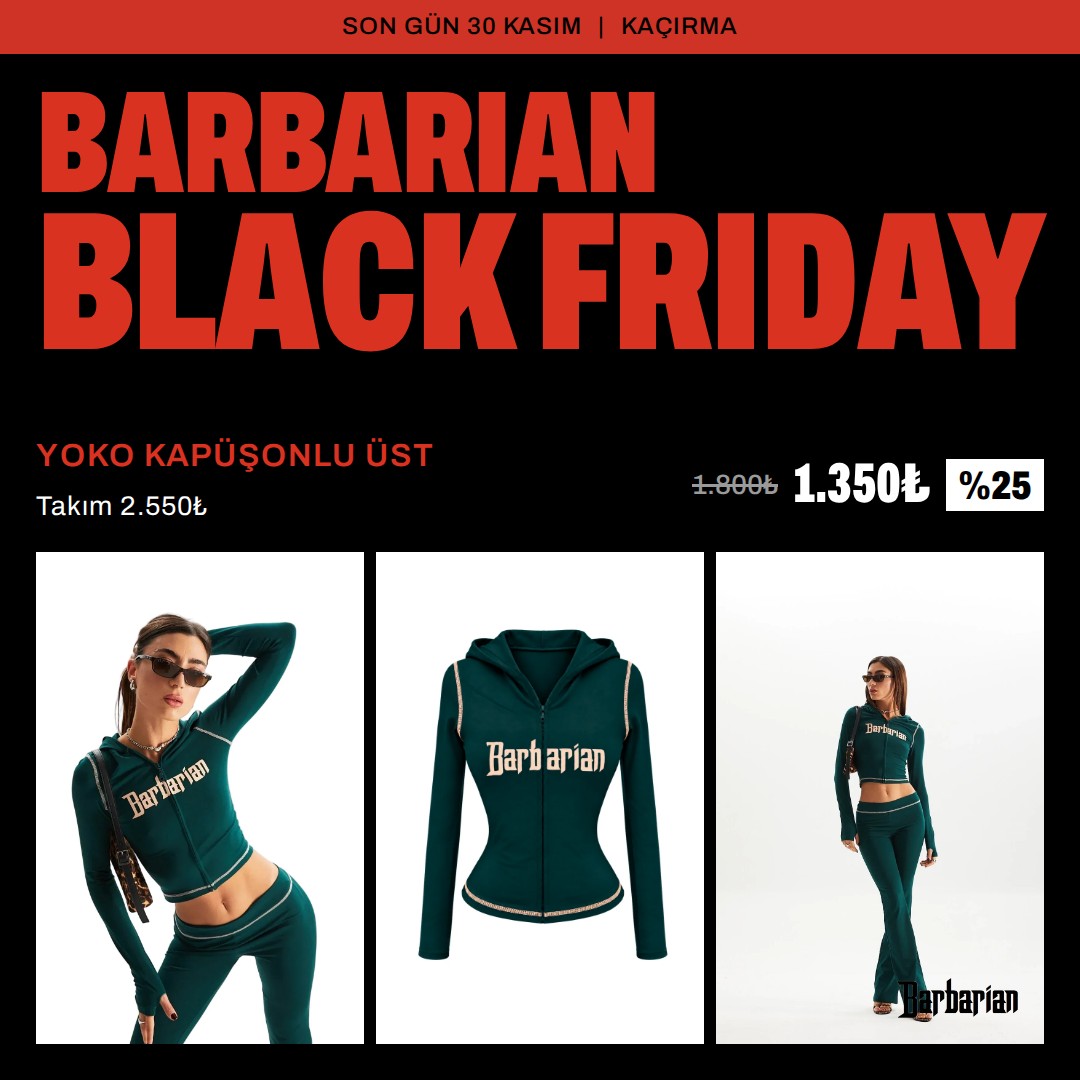 SON GÜN 30 KASIM | KAÇIRMA
BARBARIAN
BLACK FRIDAY
YOKO KAPÜŞONLU ÜST
Takım 2.550₺
1.800₺ 1.350₺ %25
Barbarian
Barbarian
Barbarian
Barbarian